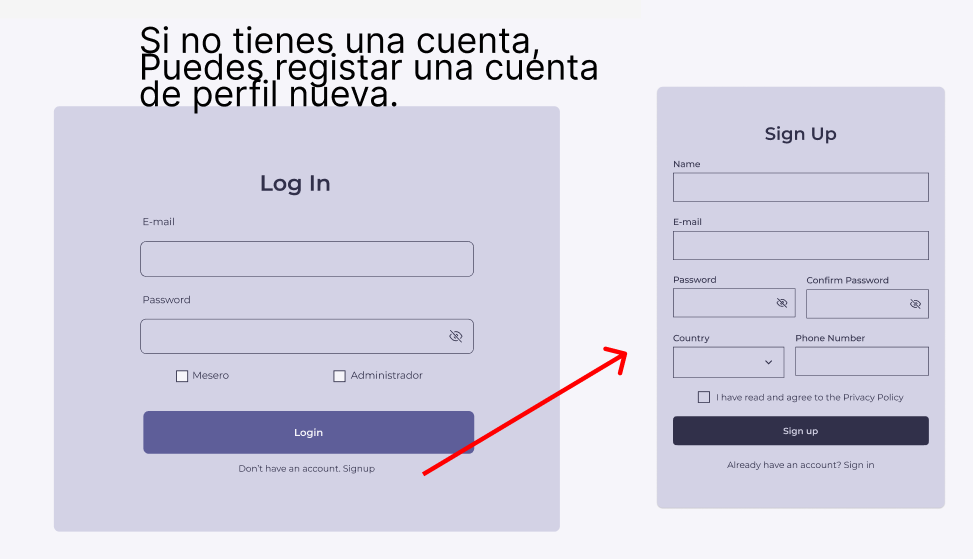 Si no tienes una cuenta,
Puedes registar una cuenta
de perfil nueva.
Log In
E-mail
Password
Mesero
Administrador
Login
Don't have an account. Signup
Sign Up
Name
E-mail
Password
Confirm Password
Country
Phone Number
I have read and agree to the Privacy Policy
Sign up
Already have an account? Sign in